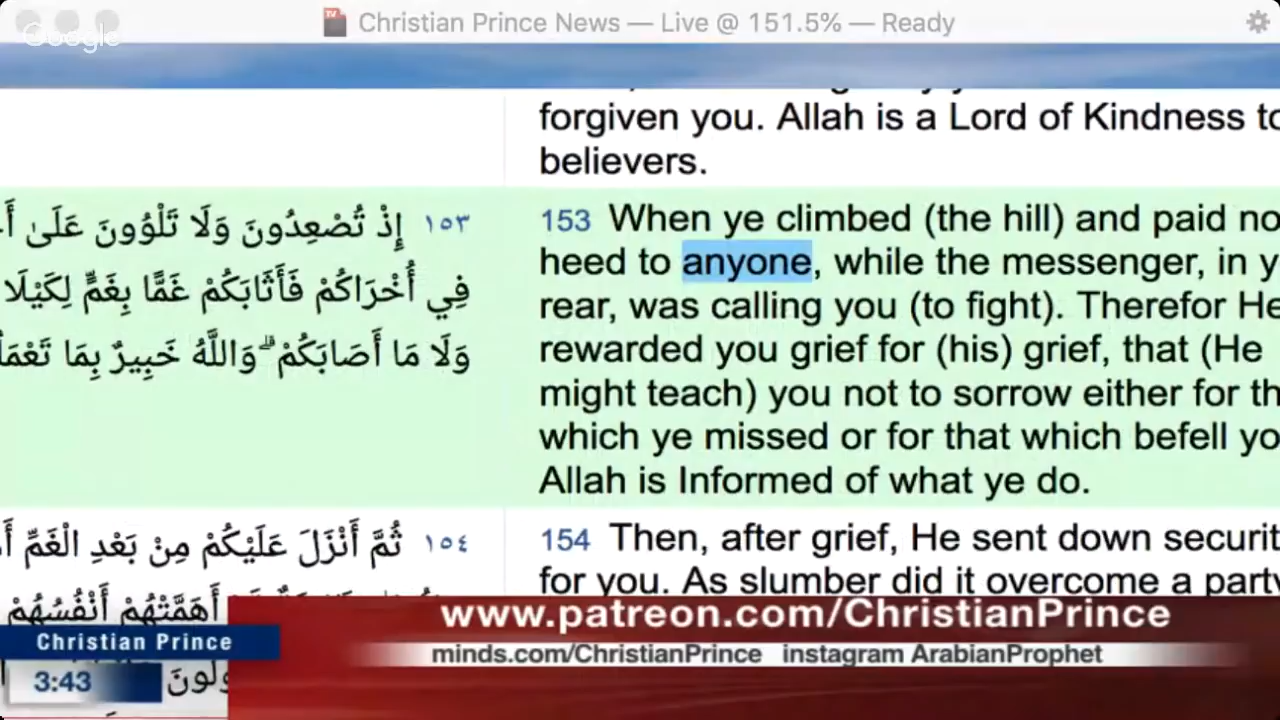 Google
Christian Prince News — Live @ 151.5% — Ready
forgiven you. Allah is a Lord of Kindness to
believers.
١٥٣ إِذْ تُصْعِدُونَ وَلَا تَلْوُونَ عَلَىٰ
فِي أُخْرَاكُمْ فَأَثَابَكُمْ غَمًّا بِغَمٍّ لِكَيْلَا
وَلَا مَا أَصَابَكُمْ ۗ وَاللَّهُ خَبِيرٌ بِمَا
153 When ye climbed (the hill) and paid no
heed to anyone, while the messenger, in
rear, was calling you (to fight). Therefor He
rewarded you grief for (his) grief, that (He
might teach) you not to sorrow either for
which ye missed or for that which befell
Allah is Informed of what ye do.
١٥٤ ثُمَّ أَنْزَلَ عَلَيْكُمْ مِنْ بَعْدِ الْغَمِّ
أَهَمَّتْهُمْ أَنْفُسُهُمْ
154 Then, after grief, He sent down
for you. As slumber did it overcome a party
www.patreon.com/ChristianPrince
Christian Prince
minds.com/ChristianPrince instagram ArabianProphet
3:43